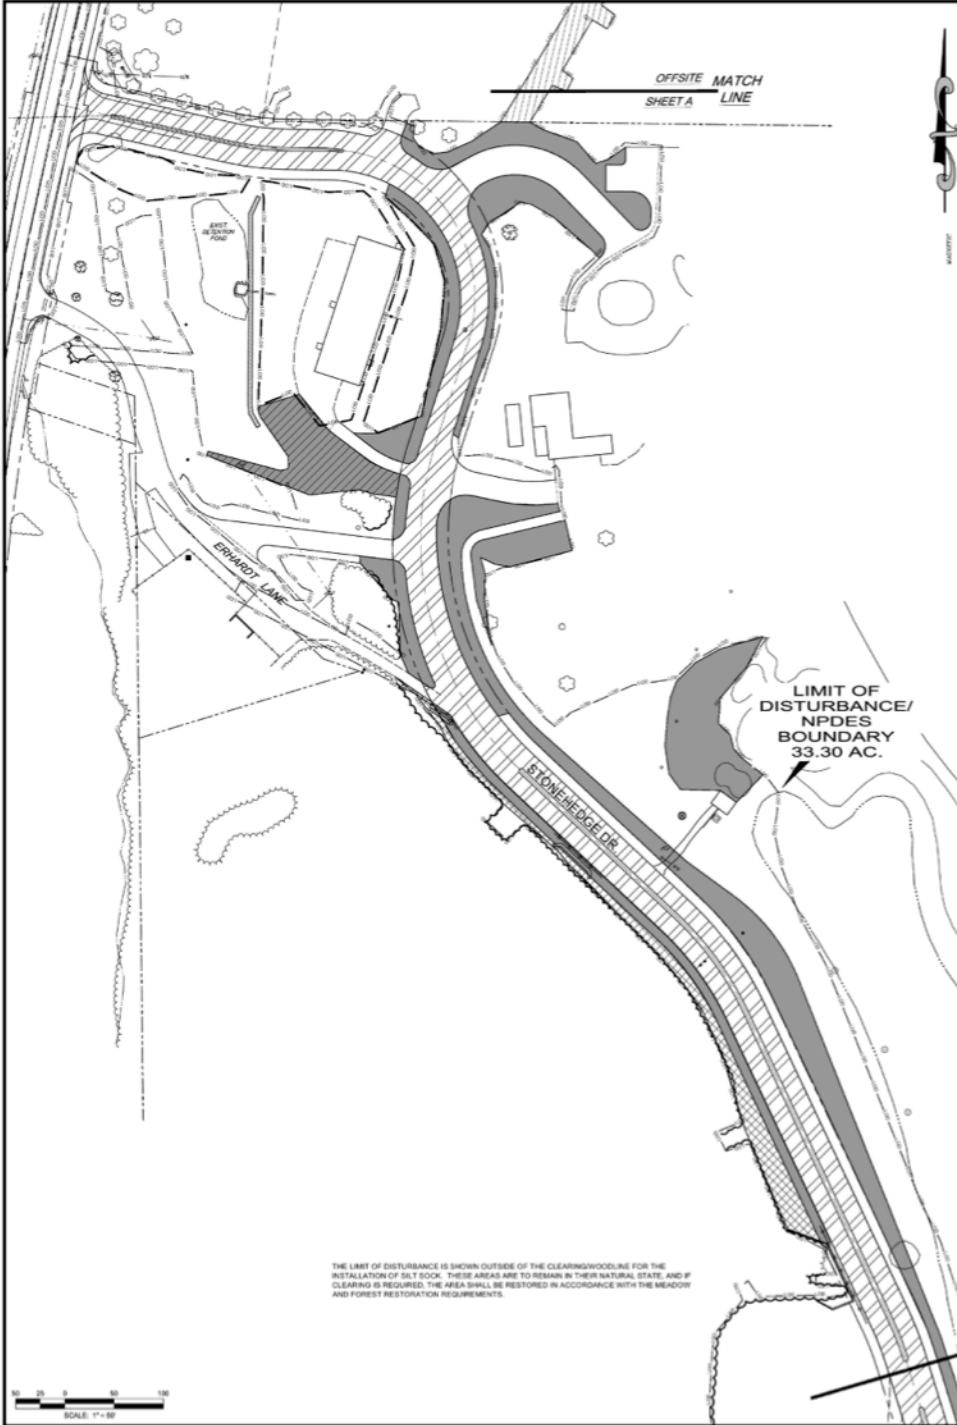 OFFSITE MATCH
SHEET A LINE
EXIST.
DETENTION
POND
ERHARDT LANE
LIMIT OF
DISTURBANCE/
NPDES
BOUNDARY
33.30 AC.
STONEHEDGE DR
THE LIMIT OF DISTURBANCE IS SHOWN OUTSIDE OF THE CLEARING/WOODLINE FOR THE
INSTALLATION OF SILT SOCK. THESE AREAS ARE TO REMAIN IN THEIR NATURAL STATE, AND IF
CLEARING IS REQUIRED, THE AREA SHALL BE RESTORED IN ACCORDANCE WITH THE MEADOW
AND FOREST RESTORATION REQUIREMENTS.
50 25 0 50 100
SCALE: 1" = 50'